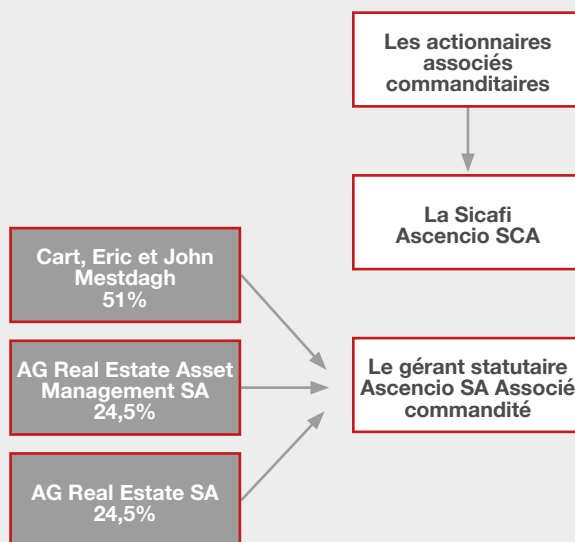 Les actionnaires
associés
commanditaires
La Sicafi
Ascencio SCA
Cart, Eric et John
Mestdagh
51%
AG Real Estate Asset
Management SA
24,5%
AG Real Estate SA
24,5%
Le gérant statutaire
Ascencio SA Associé
commandité